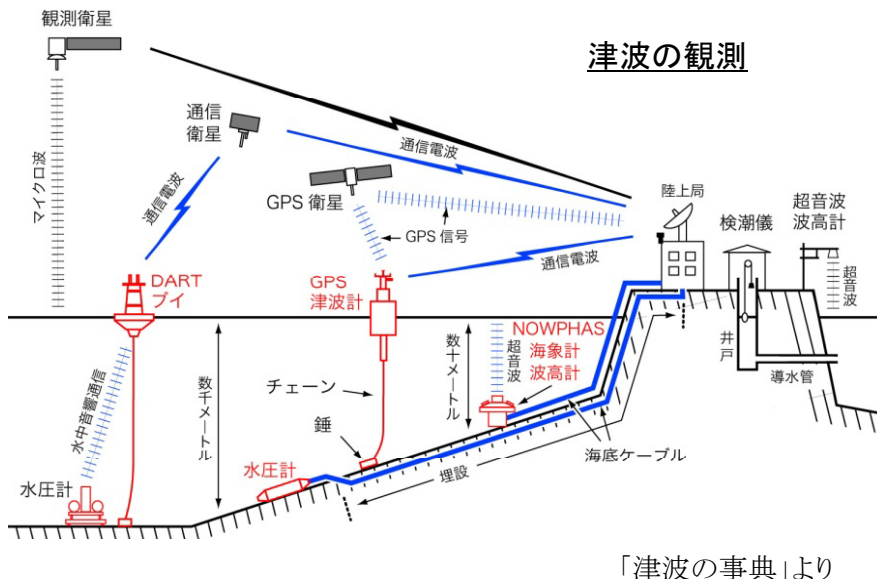 観測衛星
津波の観測
マイクロ波
通信
衛星
通信電波
通信電波
GPS 衛星
GPS 信号
通信電波
陸上局
検潮儀
超音波
波高計
超音波
DART
ブイ
GPS
津波計
NOWPHAS
海象計
波高計
超音波
数十メートル
数千メートル
水中音響通信
チェーン
錘
井戸
導水管
海底ケーブル
水圧計
水圧計
埋設
「津波の事典」より